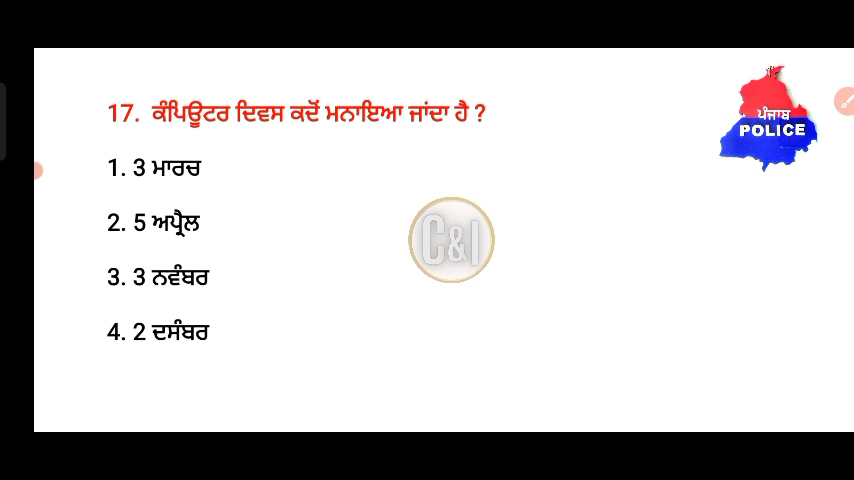 17. ਕੰਪਿਊਟਰ ਦਿਵਸ ਕਦੋਂ ਮਨਾਇਆ ਜਾਂਦਾ ਹੈ ?
ਪੰਜਾਬ
POLICE
1. 3 ਮਾਰਚ
2. 5 ਅਪ੍ਰੈਲ
C&I
3. 3 ਨਵੰਬਰ
4. 2 ਦਸੰਬਰ